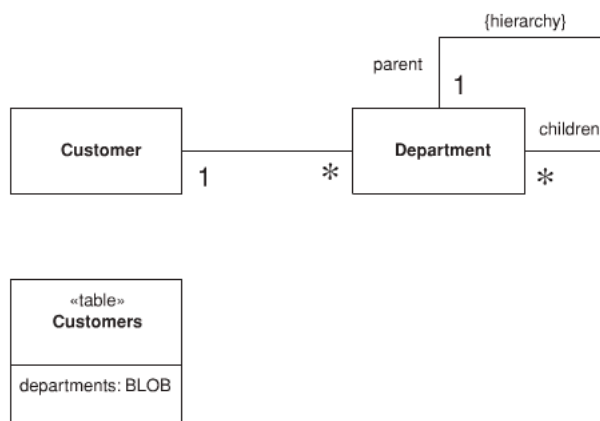 {hierarchy}
parent
1
children
Customer
Department
1
*
*
«table»
Customers
departments: BLOB